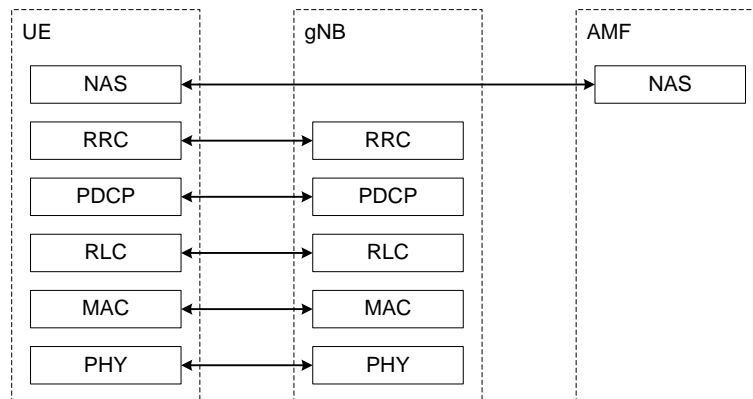 UE gNB AMF
NAS NAS
RRC RRC
PDCP PDCP
RLC RLC
MAC MAC
PHY PHY